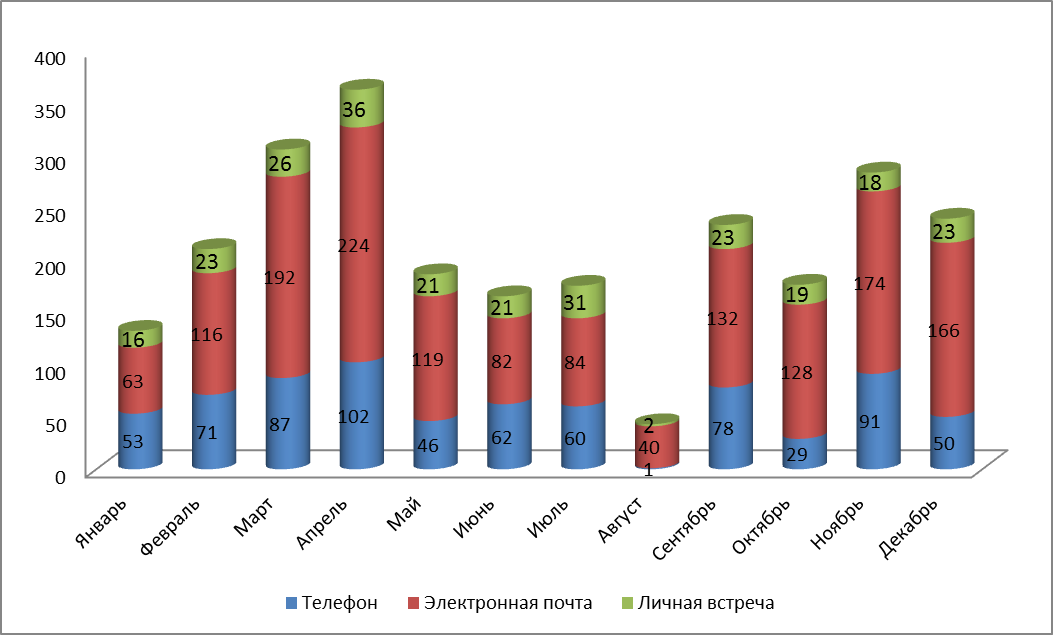 400
350
300
250
200
150
100
50
0
16 23 26 36 21 21 31 2 23 19 18 23
63 116 192 224 119 82 84 40 132 128 174 166
53 71 87 102 46 62 60 1 78 29 91 50
Январь Февраль Март Апрель Май Июнь Июль Август Сентябрь Октябрь Ноябрь Декабрь
Телефон Электронная почта Личная встреча